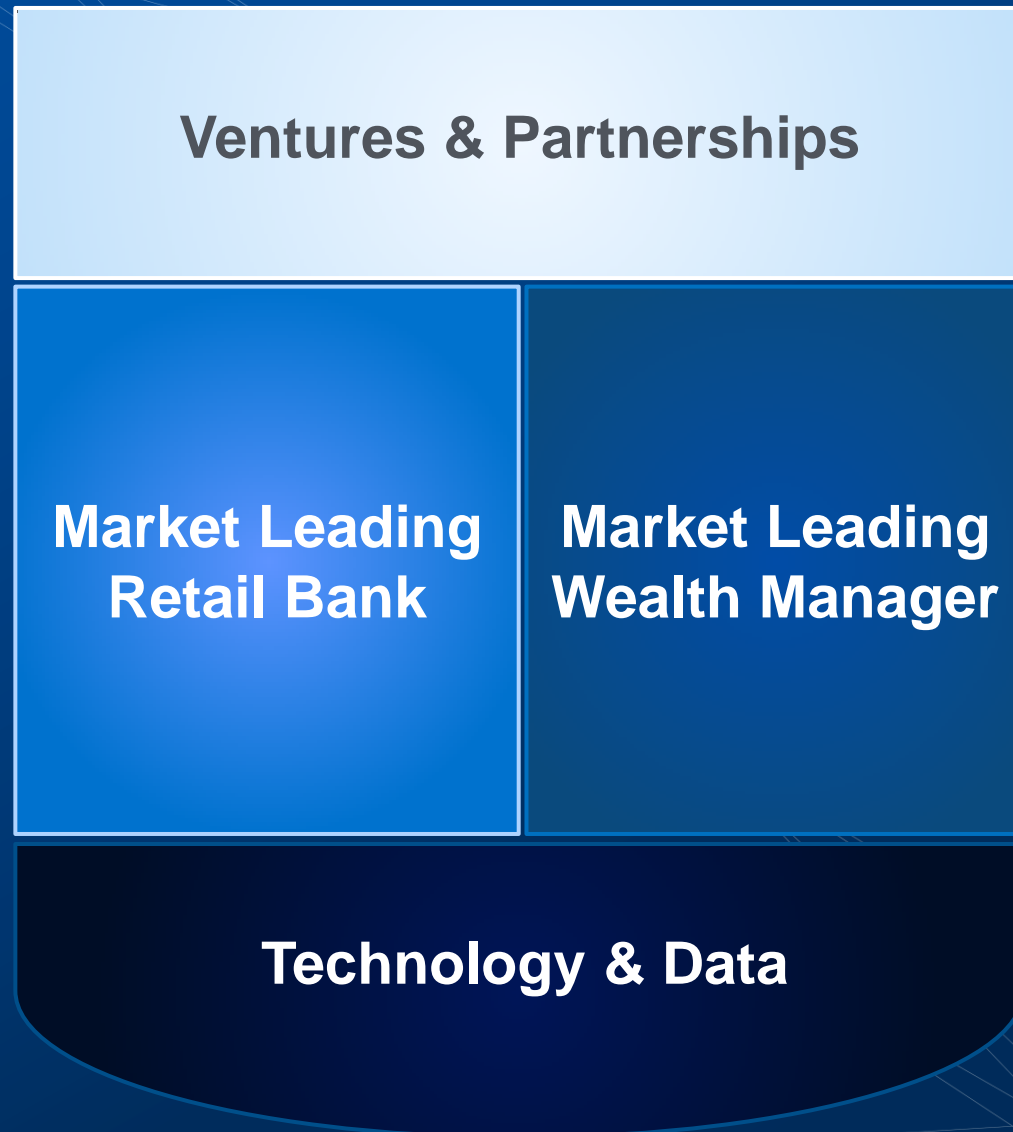 Ventures & Partnerships
Market Leading
Retail Bank
Market Leading
Wealth Manager
Technology & Data